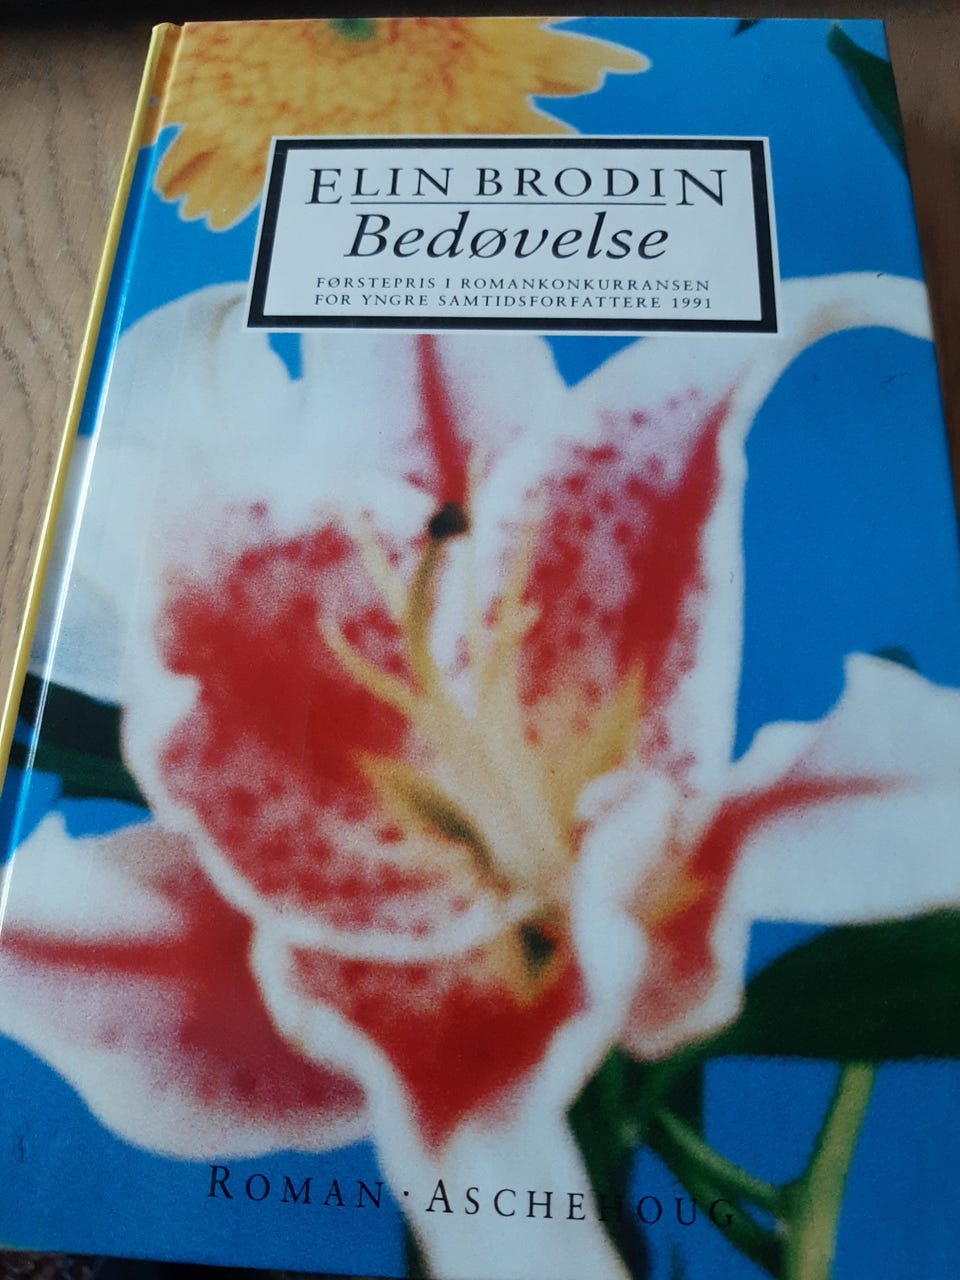 ELIN BRODIN
Bedøvelse
FØRSTEPRIS I ROMANKONKURRANSEN
FOR YNGRE SAMTIDSFORFATTERE 1991
ROMAN · ASCHEHOUG